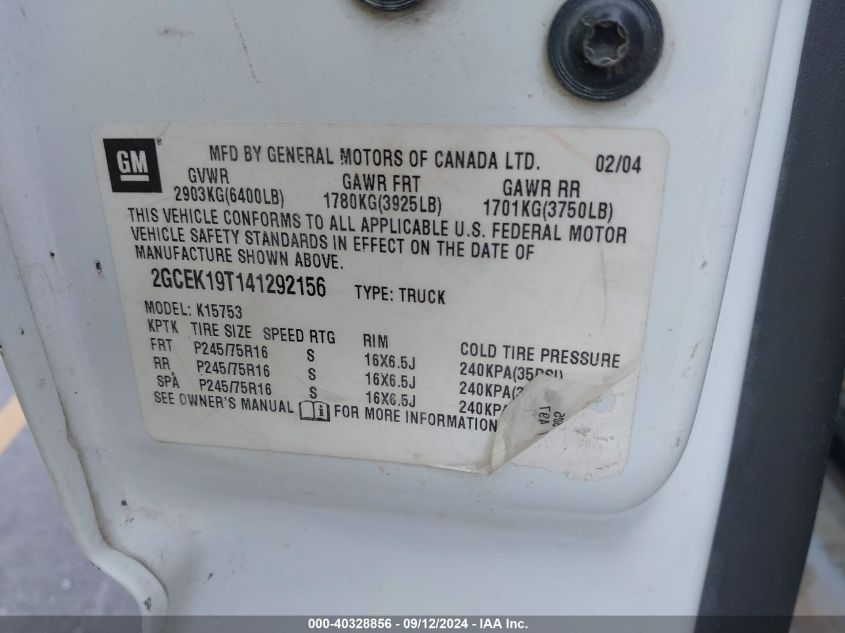 GM
MFD BY GENERAL MOTORS OF CANADA LTD. 02/04
GVWR GAWR FRT GAWR RR
2903KG(6400LB) 1780KG(3925LB) 1701KG(3750LB)
THIS VEHICLE CONFORMS TO ALL APPLICABLE U.S. FEDERAL MOTOR
VEHICLE SAFETY STANDARDS IN EFFECT ON THE DATE OF
MANUFACTURE SHOWN ABOVE.
2GCEK19T141292156 TYPE: TRUCK
MODEL: K15753
KPTK TIRE SIZE SPEED RTG RIM COLD TIRE PRESSURE
FRT P245/75R16 S 16X6.5J 240KPA(35PSI)
RR P245/75R16 S 16X6.5J 240KPA(3
SPA P245/75R16 S 16X6.5J 240KPA
SEE OWNER'S MANUAL i FOR MORE INFORMATION
000-40328856 - 09/12/2024 - IAA Inc.